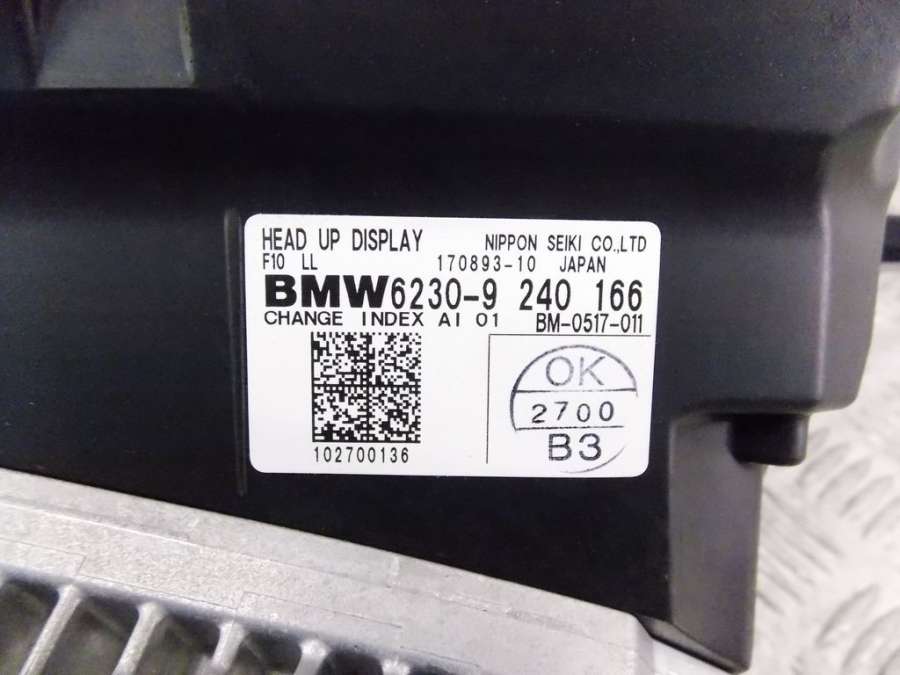 HEAD UP DISPLAY NIPPON SEIKI CO.,LTD
F10 LL 170893-10 JAPAN
BMW6230-9 240 166
CHANGE INDEX AI 01 BM-0517-011
OK
2700
B3
102700136